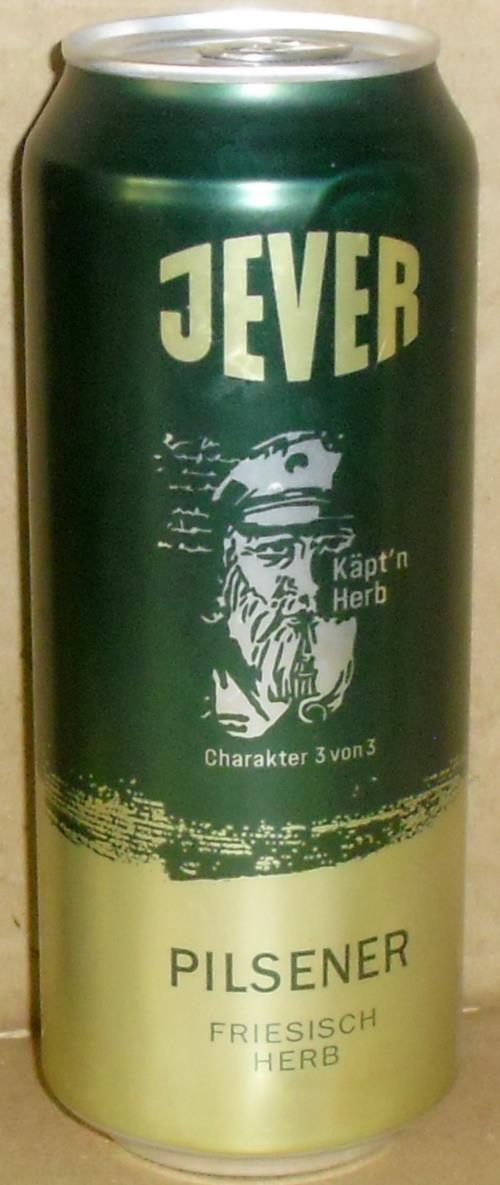 JEVER
Käpt'n
Herb
Charakter 3 von 3
PILSENER
FRIESISCH
HERB